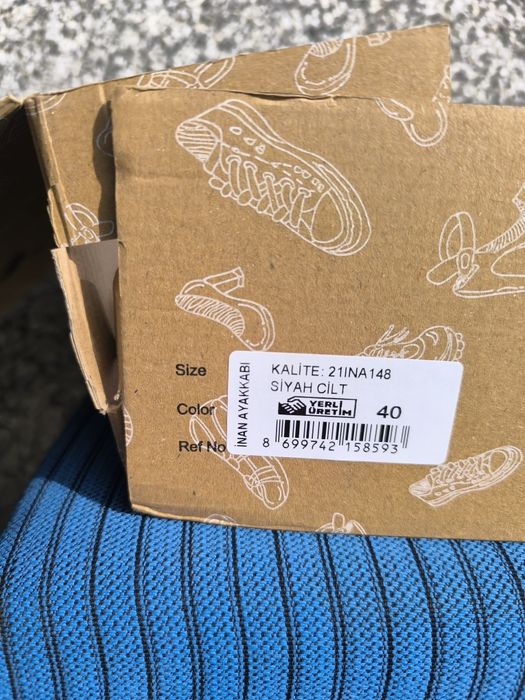 Size
Color
Ref No
İNAN AYAKKABI
KALİTE: 21INA148
SİYAH CİLT
YERLİ
ÜRETİM
40
8 699742 158593